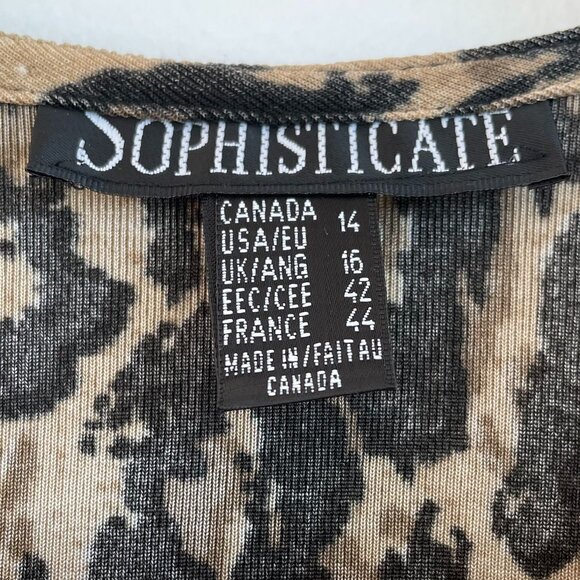 SOPHISTICATE
CANADA
USA/EU 14
UK/ANG 16
EEC/CEE 42
FRANCE 44
MADE IN/FAIT AU
CANADA